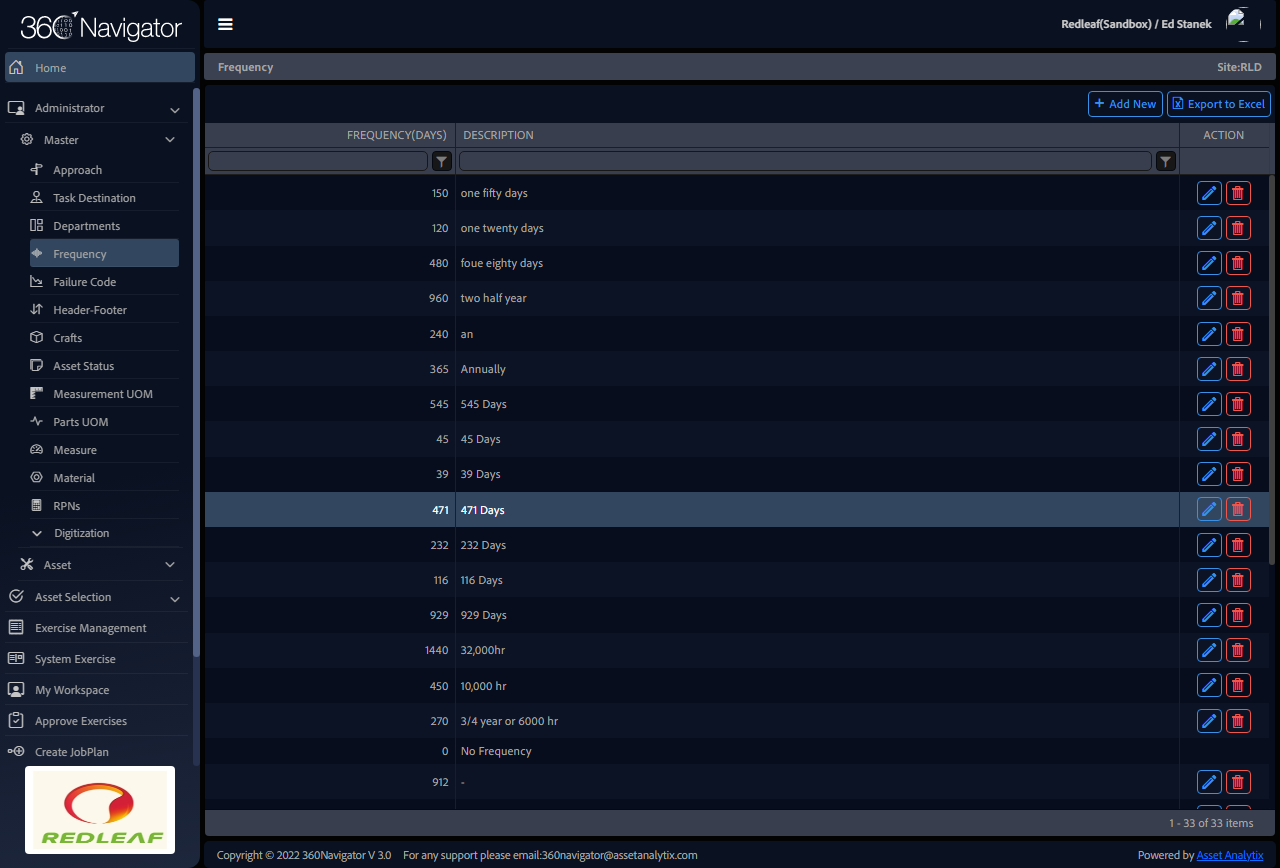 360 Navigator
Redleaf(Sandbox) / Ed Stanek
Home
Frequency
Site:RLD
Administrator
Master
Approach
Task Destination
Departments
Frequency
Failure Code
Header-Footer
Crafts
Asset Status
Measurement UOM
Parts UOM
Measure
Material
RPNs
Digitization
Asset
Asset Selection
Exercise Management
System Exercise
My Workspace
Approve Exercises
Create JobPlan
REDLEAF
+ Add New
Export to Excel
FREQUENCY(DAYS) DESCRIPTION ACTION
150 one fifty days
120 one twenty days
480 foue eighty days
960 two half year
240 an
365 Annually
545 545 Days
45 45 Days
39 39 Days
471 471 Days
232 232 Days
116 116 Days
929 929 Days
1440 32,000hr
450 10,000 hr
270 3/4 year or 6000 hr
0 No Frequency
912 -
1 - 33 of 33 items
Copyright © 2022 360Navigator V 3.0 For any support please email:360navigator@assetanalytix.com
Powered by Asset Analytix